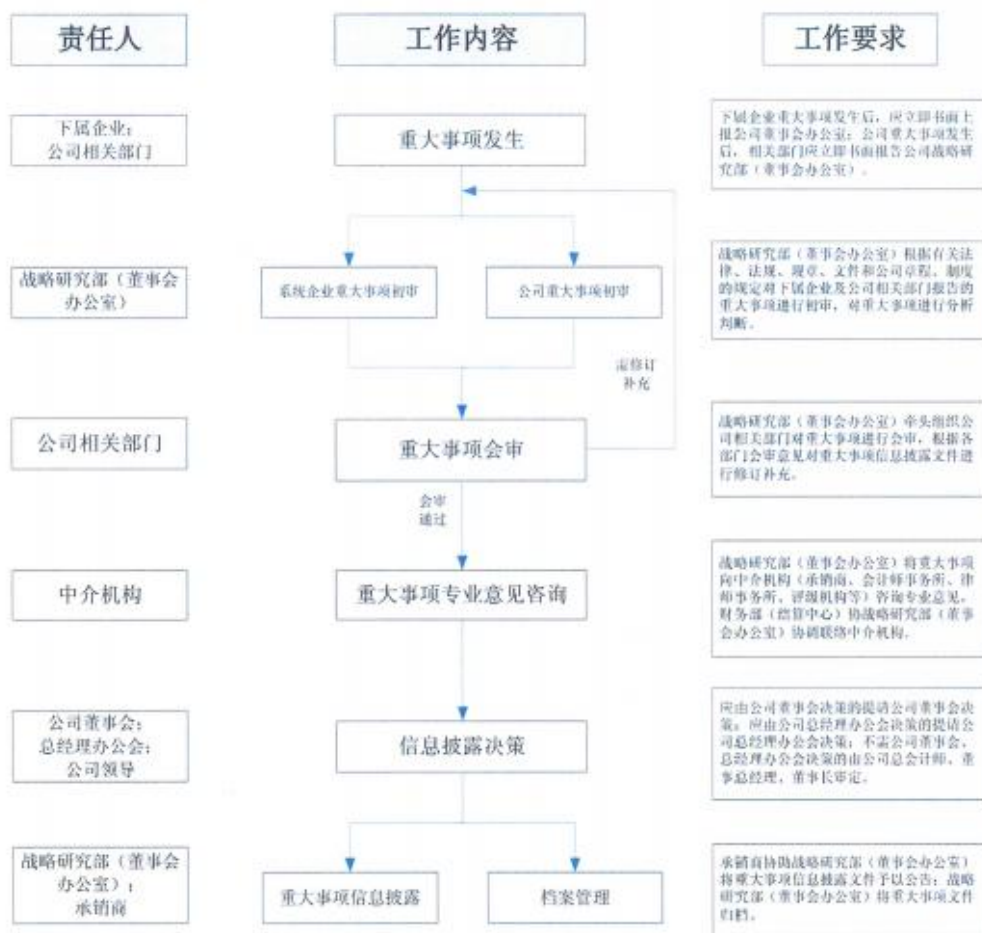 责任人
工作内容
工作要求
下属企业；
公司相关部门
重大事项发生
下属企业重大事项发生后，应立即书面上
报公司董事会办公室；公司重大事项发生
后，相关部门应立即书面报告公司战略研
究部（董事会办公室）。
战略研究部（董事会
办公室）
系统企业重大事项初审
公司重大事项初审
战略研究部（董事会办公室）根据有关法
律、法规、规章、文件和公司章程、制度
的规定对下属企业及公司相关部门报告的
重大事项进行初审，对重大事项进行分析
判断。
需修订
补充
公司相关部门
重大事项会审
战略研究部（董事会办公室）牵头组织公
司相关部门对重大事项进行会审，根据各
部门会审意见对重大事项信息披露文件进
行修订补充。
会审
通过
中介机构
重大事项专业意见咨询
战略研究部（董事会办公室）将重大事项
向中介机构（承销商、会计师事务所、律
师事务所、评级机构等）咨询专业意见，
财务部（结算中心）协战略研究部（董事
会办公室）协调联络中介机构。
公司董事会；
总经理办公会；
公司领导
信息披露决策
应由公司董事会决策的提请公司董事会决
策；应由公司总经理办公会决策的提请公
司总经理办公会决策；不需公司董事会、
总经理办公会决策的由公司总会计师、董
事总经理、董事长审定。
战略研究部（董事会
办公室）；
承销商
重大事项信息披露
档案管理
承销商协助战略研究部（董事会办公室）
将重大事项信息披露文件予以公告；战略
研究部（董事会办公室）将重大事项文件
归档。